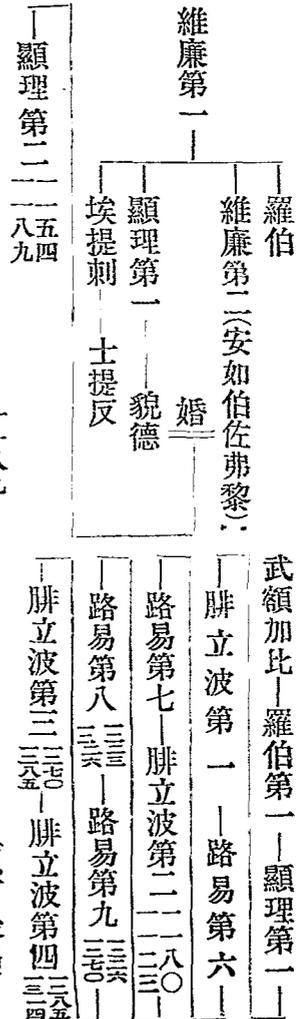 維廉第一
羅伯
維廉第二(安如伯佐弗黎)
婚
顯理第一 貌德
埃提刺 士提反
顯理第二 一一五四 一一八九
武額加比 羅伯第一 顯理第一
腓立波第一 路易第六
路易第七 腓立波第二 一一八〇 一二二三
路易第八 一二二三 一二二六 路易第九 一二二六 一二七〇
腓立波第三 一二七〇 一二八五 腓立波第四 一二八五 一三一四